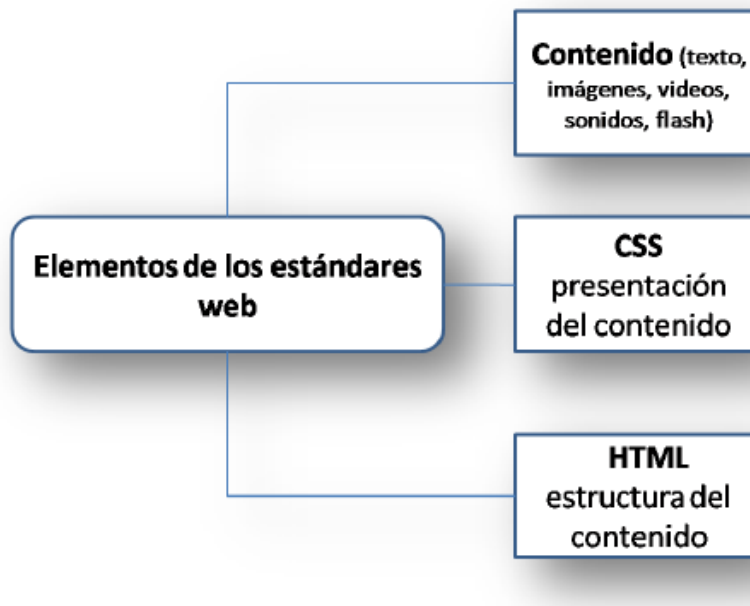 Contenido (texto,
imágenes, videos,
sonidos, flash)
Elementos de los estándares
web
CSS
presentación
del contenido
HTML
estructura del
contenido